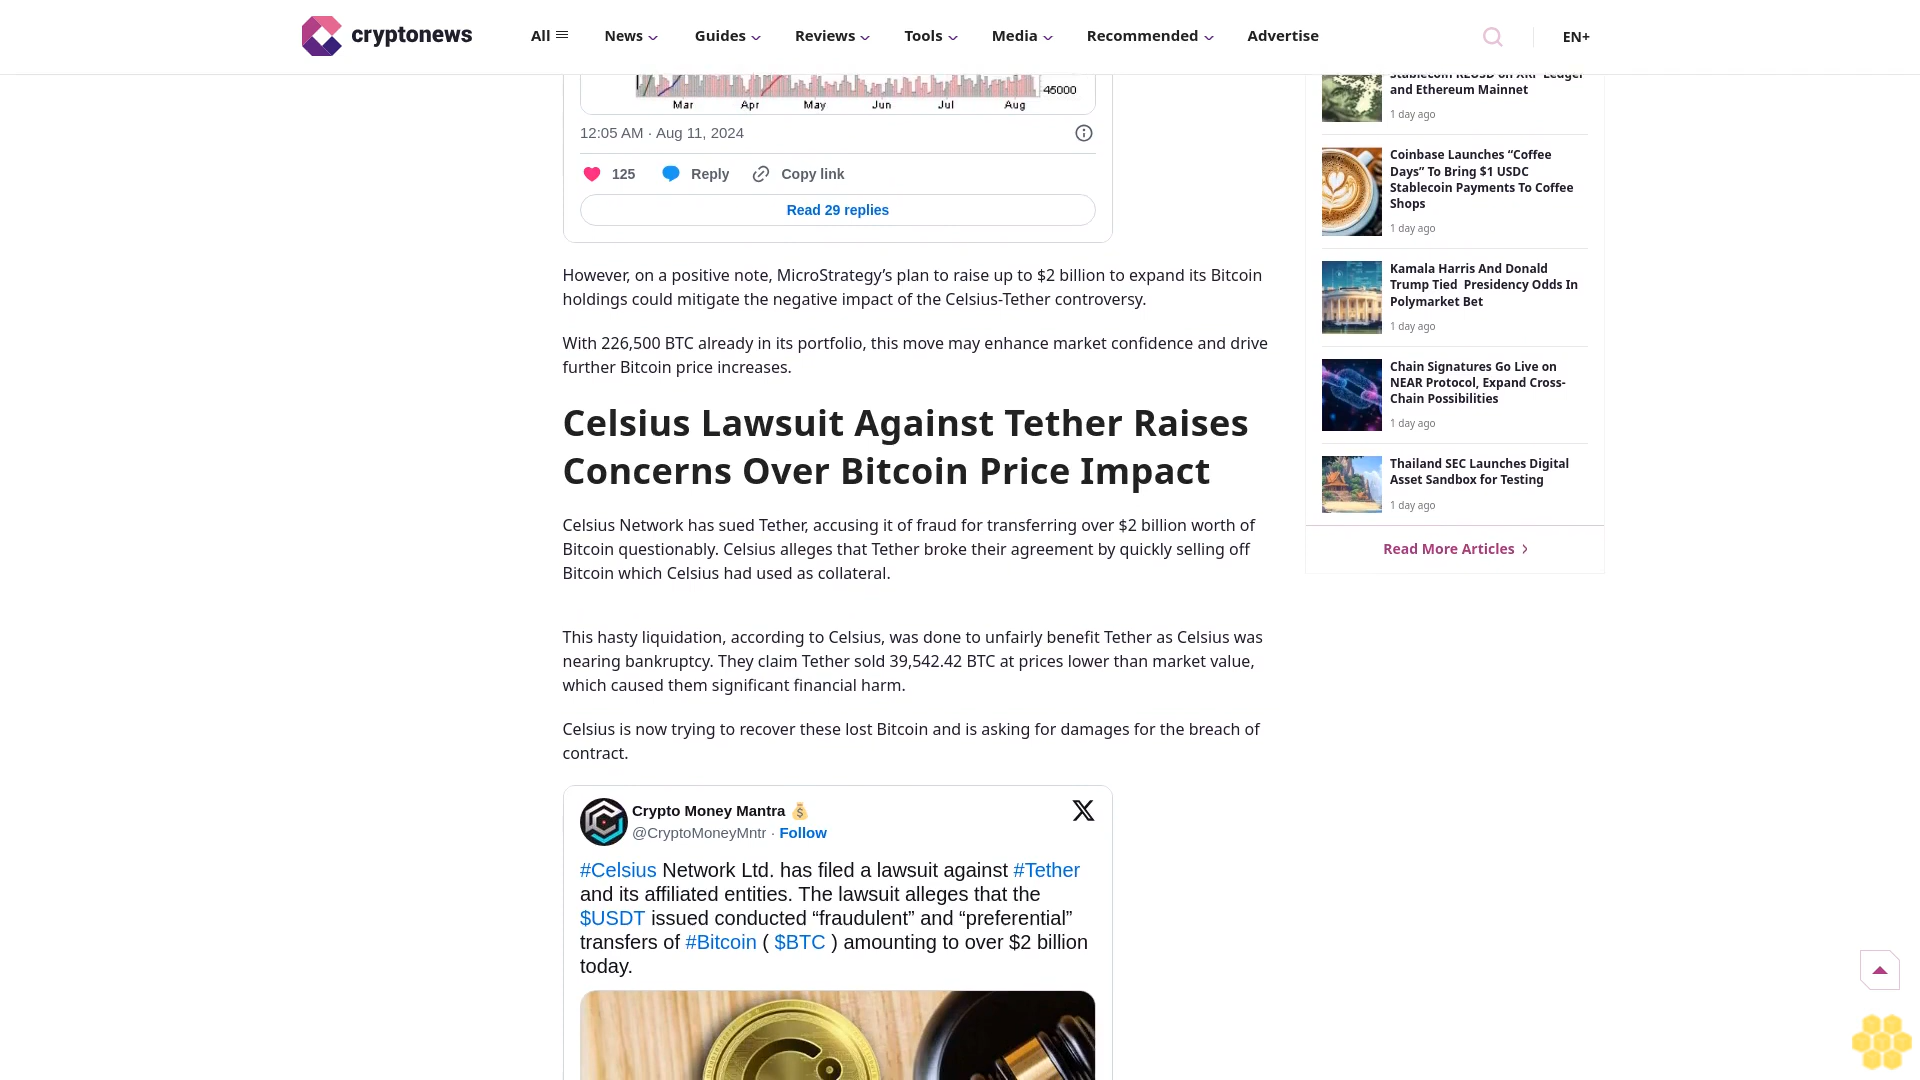 cryptonews
All
News
Guides
Reviews
Tools
Media
Recommended
Advertise
EN+
45000
Mar Apr May Jun Jul Aug
12:05 AM · Aug 11, 2024
125 Reply Copy link
Read 29 replies
However, on a positive note, MicroStrategy’s plan to raise up to $2 billion to expand its Bitcoin
holdings could mitigate the negative impact of the Celsius-Tether controversy.
With 226,500 BTC already in its portfolio, this move may enhance market confidence and drive
further Bitcoin price increases.
Celsius Lawsuit Against Tether Raises
Concerns Over Bitcoin Price Impact
Celsius Network has sued Tether, accusing it of fraud for transferring over $2 billion worth of
Bitcoin questionably. Celsius alleges that Tether broke their agreement by quickly selling off
Bitcoin which Celsius had used as collateral.
This hasty liquidation, according to Celsius, was done to unfairly benefit Tether as Celsius was
nearing bankruptcy. They claim Tether sold 39,542.42 BTC at prices lower than market value,
which caused them significant financial harm.
Celsius is now trying to recover these lost Bitcoin and is asking for damages for the breach of
contract.
Crypto Money Mantra
@CryptoMoneyMntr · Follow
#Celsius Network Ltd. has filed a lawsuit against #Tether
and its affiliated entities. The lawsuit alleges that the
$USDT issued conducted “fraudulent” and “preferential”
transfers of #Bitcoin ( $BTC ) amounting to over $2 billion
today.
Stablecoin RLUSD on XRP Ledger
and Ethereum Mainnet
1 day ago
Coinbase Launches “Coffee
Days” To Bring $1 USDC
Stablecoin Payments To Coffee
Shops
1 day ago
Kamala Harris And Donald
Trump Tied Presidency Odds In
Polymarket Bet
1 day ago
Chain Signatures Go Live on
NEAR Protocol, Expand Cross-
Chain Possibilities
1 day ago
Thailand SEC Launches Digital
Asset Sandbox for Testing
1 day ago
Read More Articles